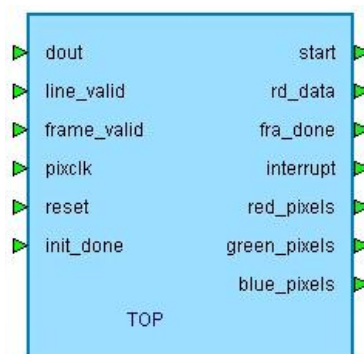 dout start
line_valid rd_data
frame_valid fra_done
pixclk interrupt
reset red_pixels
init_done green_pixels
blue_pixels
TOP